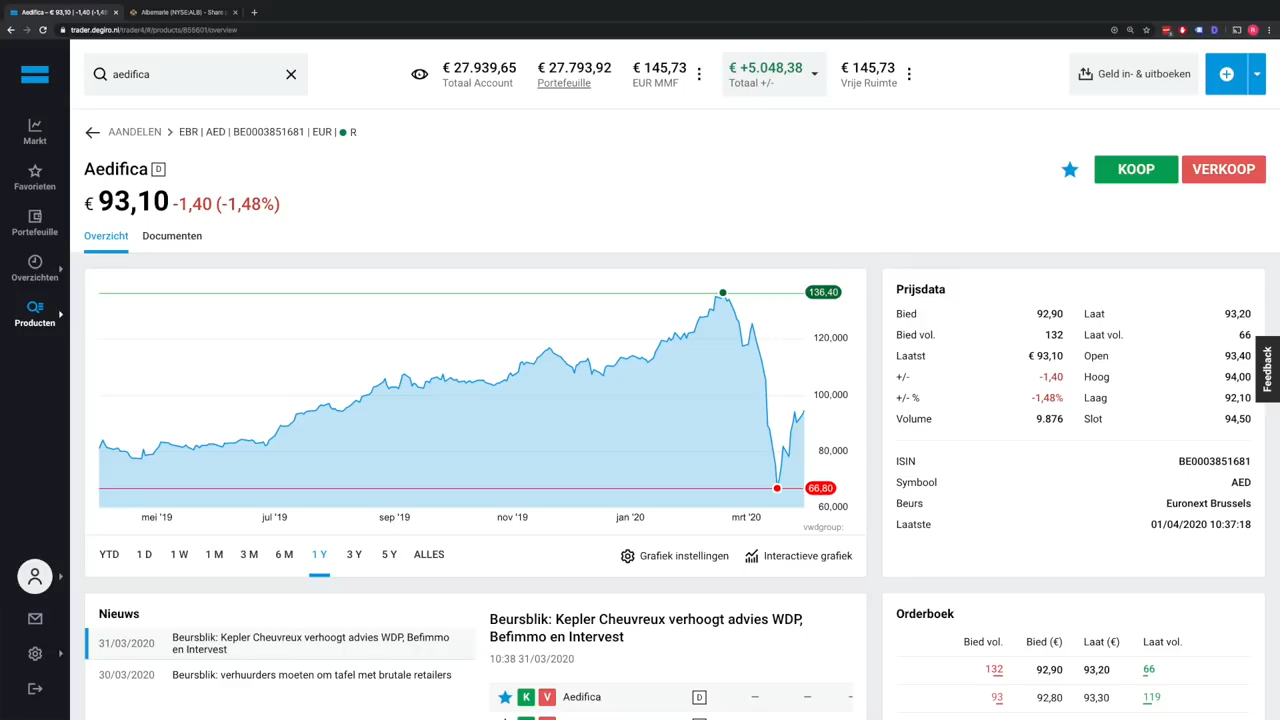 Aedifica – € 93,10 | -1,40 (-1,48%
Albemarle (NYSE:ALB) - Share
trader.degiro.nl/trader4/#/products/855601/overview
aedifica
€ 27.939,65
Totaal Account
€ 27.793,92
Portefeuille
€ 145,73
EUR MMF
€ +5.048,38
Totaal +/-
€ 145,73
Vrije Ruimte
Geld in- & uitboeken
Markt
Favorieten
Portefeuille
Overzichten
Producten
AANDELEN > EBR | AED | BE0003851681 | EUR | R
Aedifica D
KOOP
VERKOOP
€ 93,10 -1,40 (-1,48%)
Overzicht Documenten
136,40
120,000
100,000
80,000
66,80
60,000
mei '19 jul '19 sep '19 nov '19 jan '20 mrt '20
vwdgroup:
YTD 1 D 1 W 1 M 3 M 6 M 1 Y 3 Y 5 Y ALLES
Grafiek instellingen
Interactieve grafiek
Prijsdata
Bied 92,90 Laat 93,20
Bied vol. 132 Laat vol. 66
Laatst € 93,10 Open 93,40
+/- -1,40 Hoog 94,00
+/- % -1,48% Laag 92,10
Volume 9.876 Slot 94,50
ISIN BE0003851681
Symbool AED
Beurs Euronext Brussels
Laatste 01/04/2020 10:37:18
Feedback
Nieuws
31/03/2020 Beursblik: Kepler Cheuvreux verhoogt advies WDP, Befimmo
en Intervest
30/03/2020 Beursblik: verhuurders moeten om tafel met brutale retailers
Beursblik: Kepler Cheuvreux verhoogt advies WDP,
Befimmo en Intervest
10:38 31/03/2020
K V Aedifica D – – -
Orderboek
Bied vol. Bied (€) Laat (€) Laat vol.
132 92,90 93,20 66
93 92,80 93,30 119